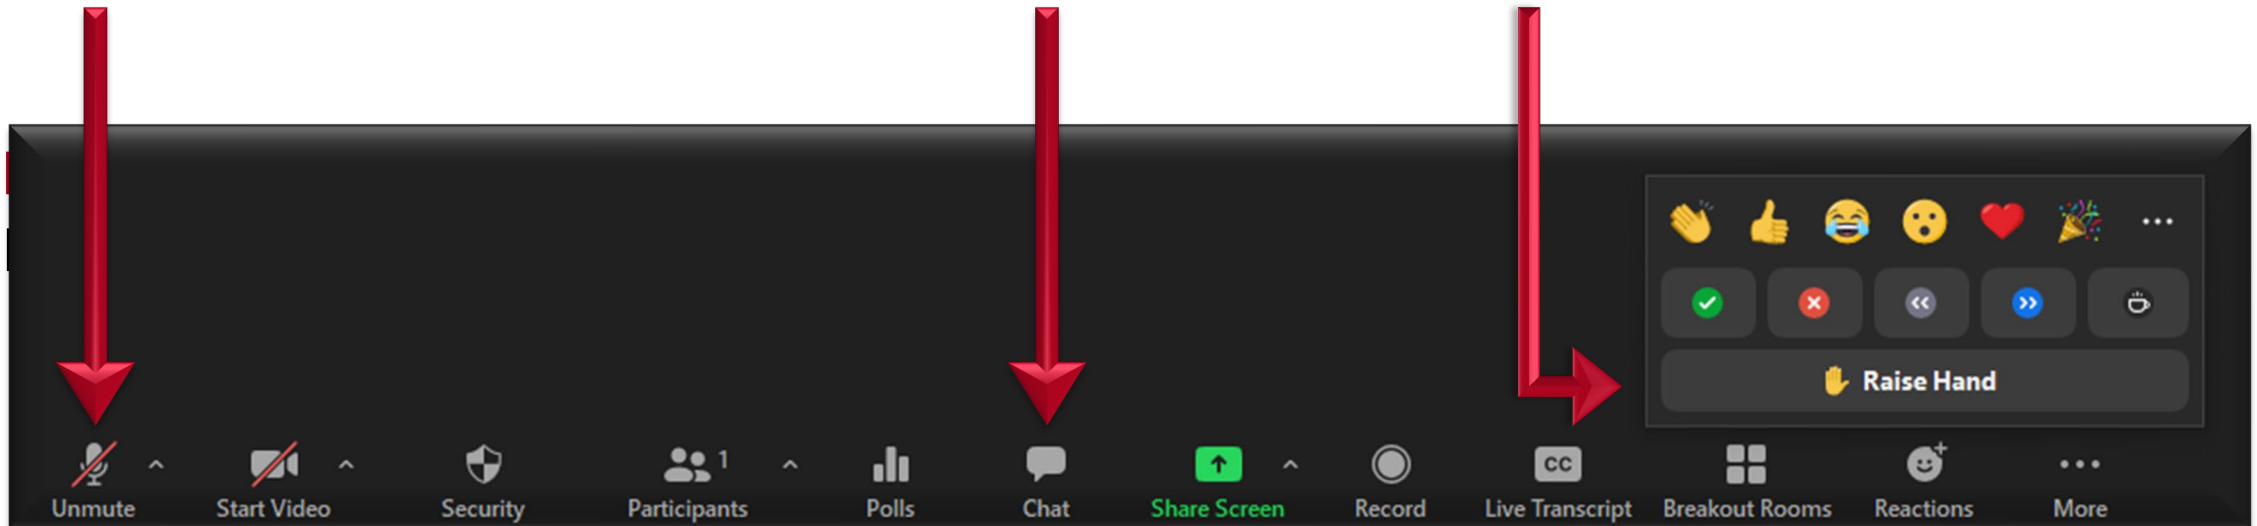 Raise Hand
1
CC
Unmute Start Video Security Participants Polls Chat Share Screen Record Live Transcript Breakout Rooms Reactions More